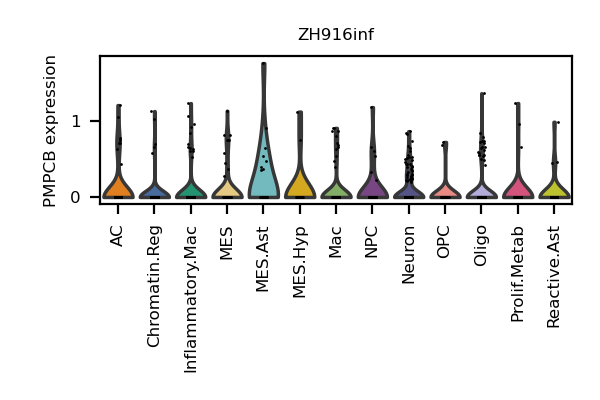 ZH916inf
PMPCB expression
1
0
AC
Chromatin.Reg
Inflammatory.Mac
MES
MES.Ast
MES.Hyp
Mac
NPC
Neuron
OPC
Oligo
Prolif.Metab
Reactive.Ast